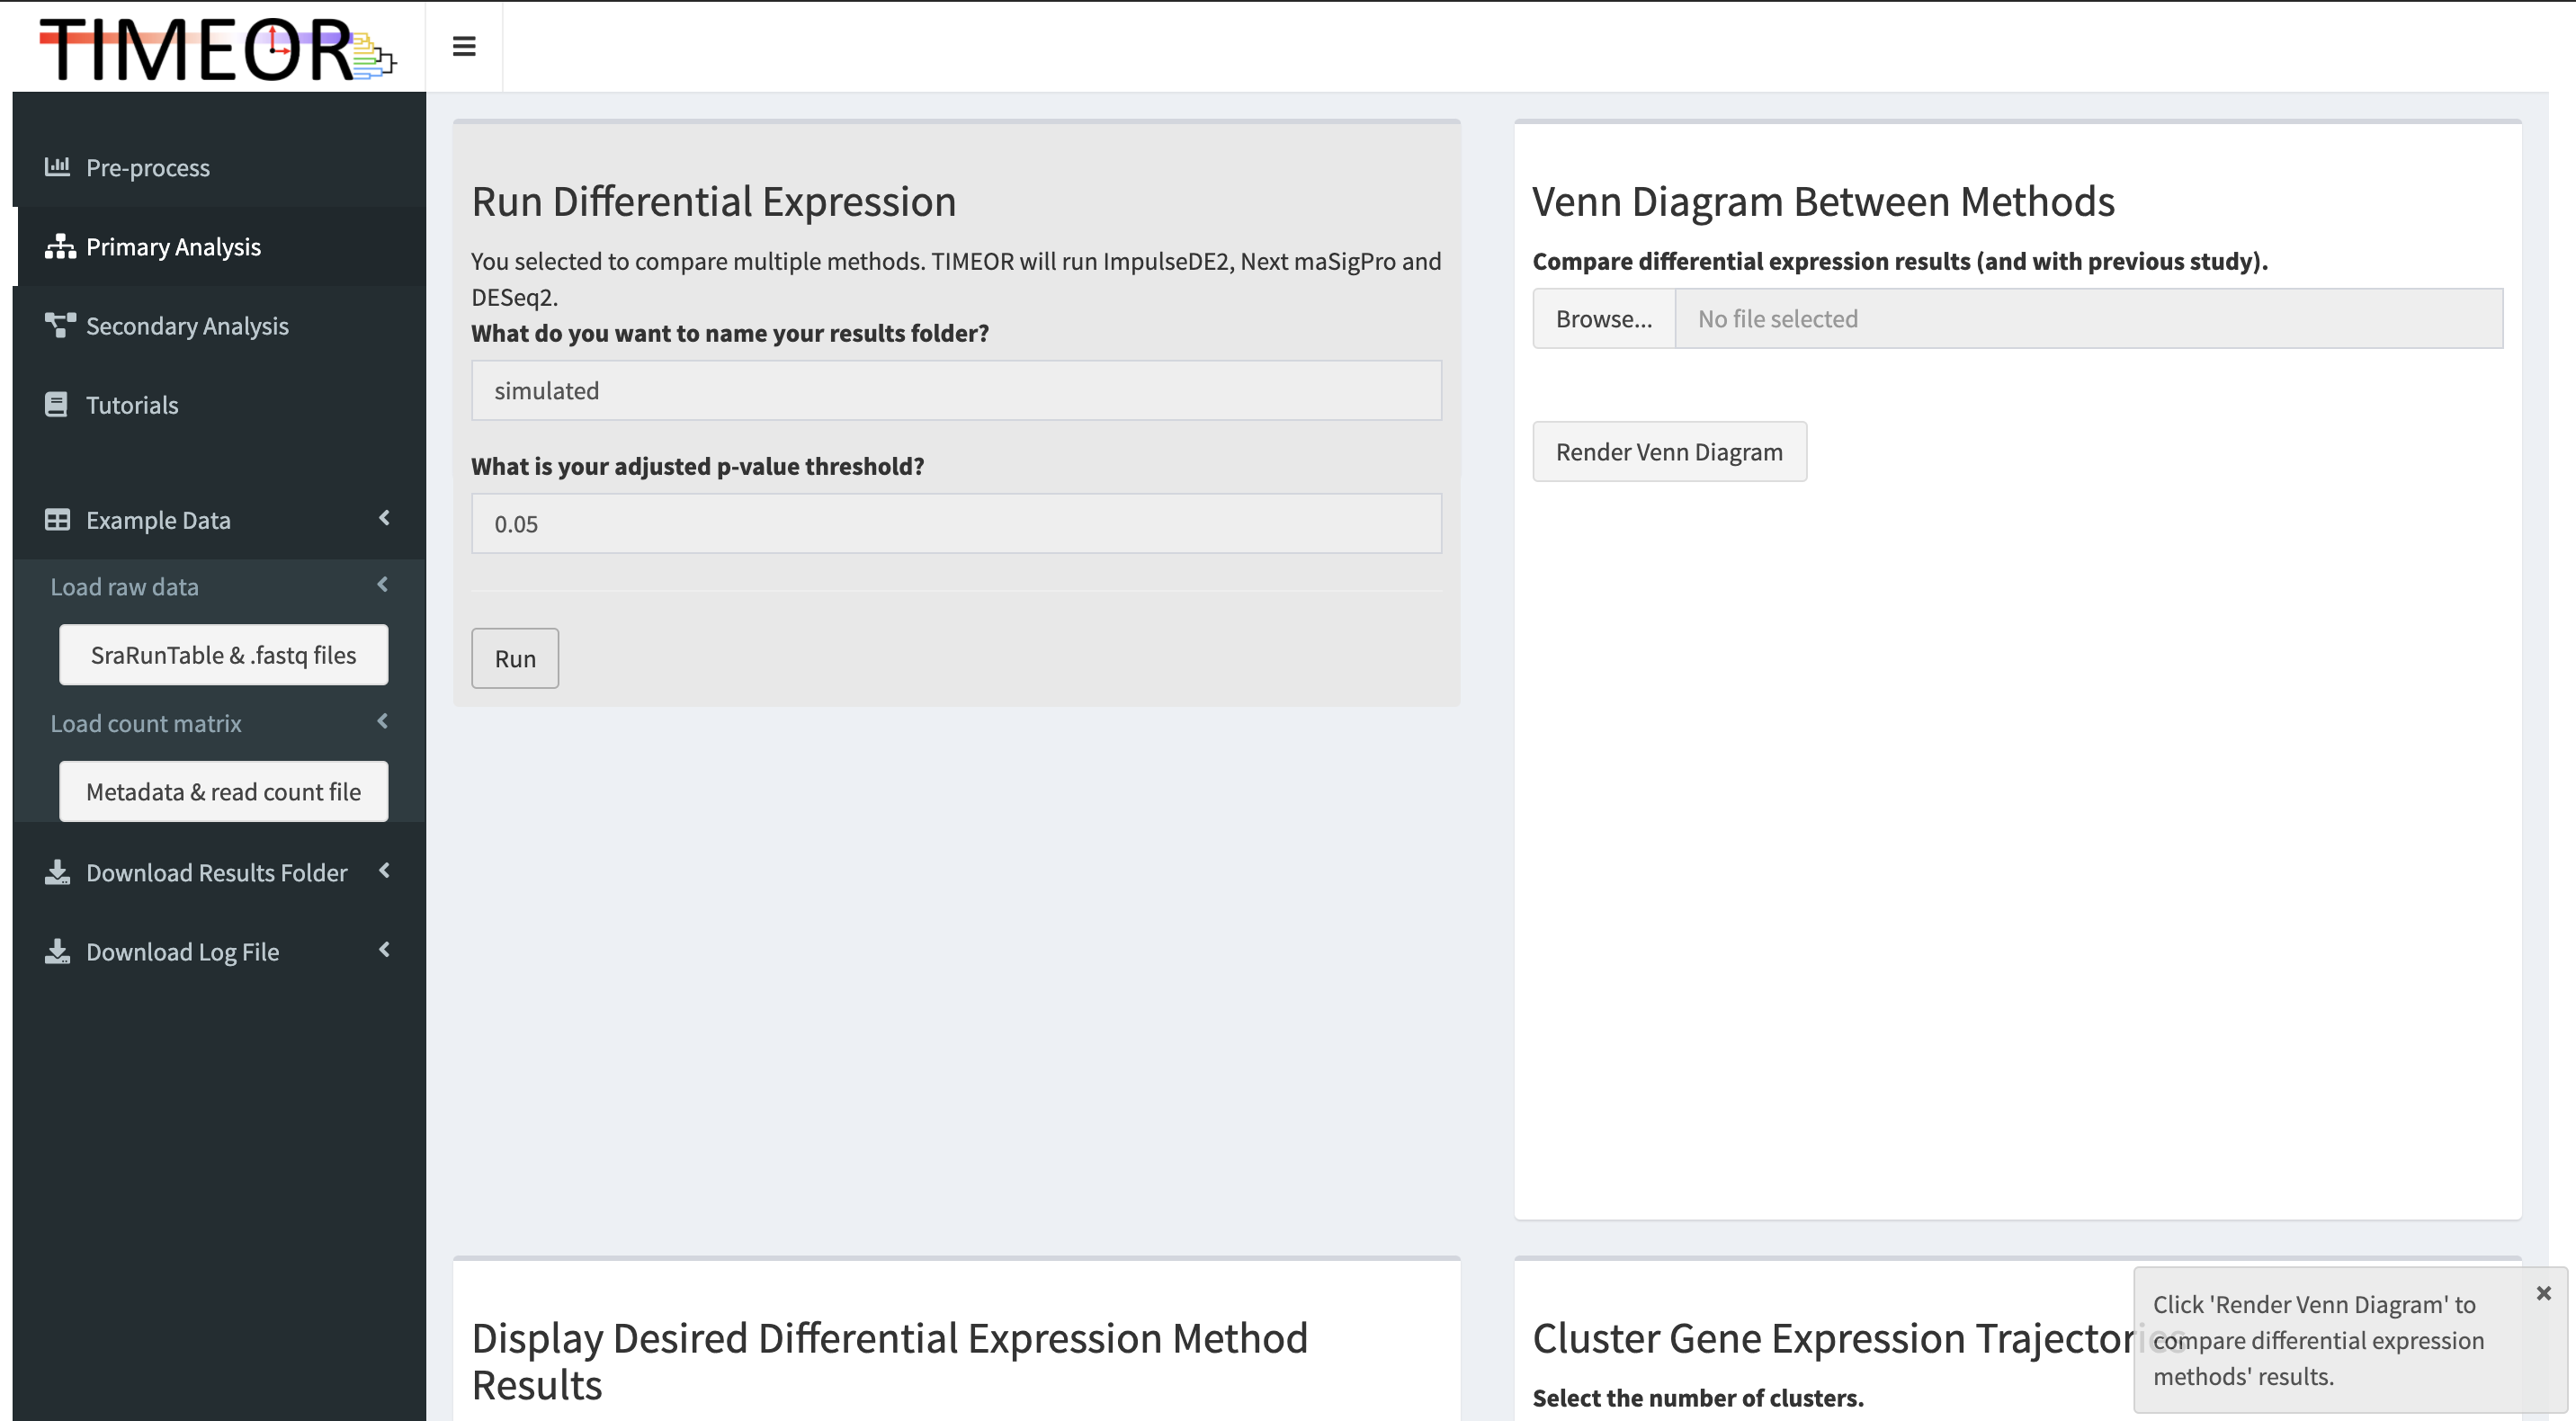 TIMEOR
Pre-process
Primary Analysis
Secondary Analysis
Tutorials
Example Data
Load raw data
SraRunTable & .fastq files
Load count matrix
Metadata & read count file
Download Results Folder
Download Log File
Run Differential Expression
You selected to compare multiple methods. TIMEOR will run ImpulseDE2, Next maSigPro and
DESeq2.
What do you want to name your results folder?
simulated
What is your adjusted p-value threshold?
0.05
Run
Venn Diagram Between Methods
Compare differential expression results (and with previous study).
Browse...
No file selected
Render Venn Diagram
Display Desired Differential Expression Method
Results
Cluster Gene Expression Trajectories
Select the number of clusters.
Click 'Render Venn Diagram' to
compare differential expression
methods' results.